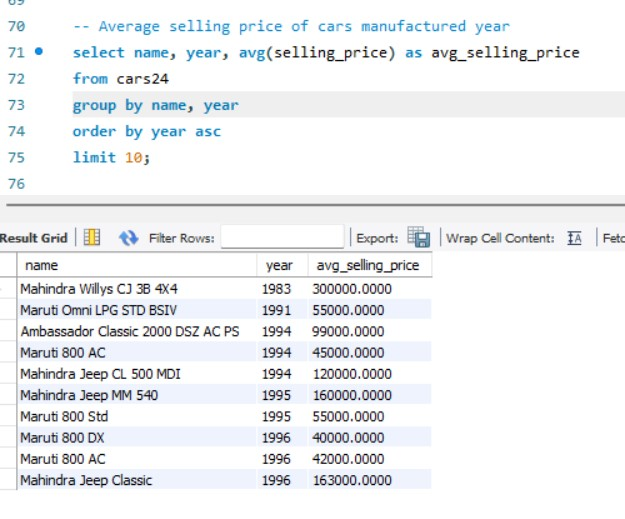 69
70 -- Average selling price of cars manufactured year
71 select name, year, avg(selling_price) as avg_selling_price
72 from cars24
73 group by name, year
74 order by year asc
75 limit 10;
76
Result Grid Filter Rows: Export: Wrap Cell Content: IA
name year avg_selling_price
Mahindra Willys CJ 3B 4X4 1983 300000.0000
Maruti Omni LPG STD BSIV 1991 55000.0000
Ambassador Classic 2000 DSZ AC PS 1994 99000.0000
Maruti 800 AC 1994 45000.0000
Mahindra Jeep CL 500 MDI 1994 120000.0000
Mahindra Jeep MM 540 1995 160000.0000
Maruti 800 Std 1995 55000.0000
Maruti 800 DX 1996 40000.0000
Maruti 800 AC 1996 42000.0000
Mahindra Jeep Classic 1996 163000.0000